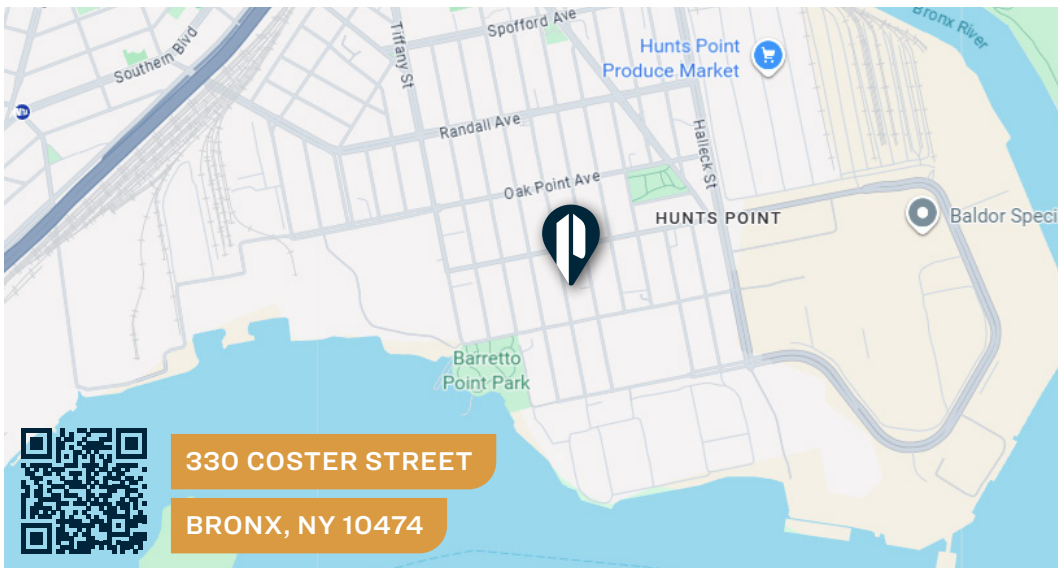 Bronx River
Spofford Ave
Tiffany St
Southern Blvd
Hunts Point
Produce Market
Randall Ave
Halleck St
Oak Point Ave
HUNTS POINT
Baldor Speci
Barretto
Point Park
330 COSTER STREET
BRONX, NY 10474